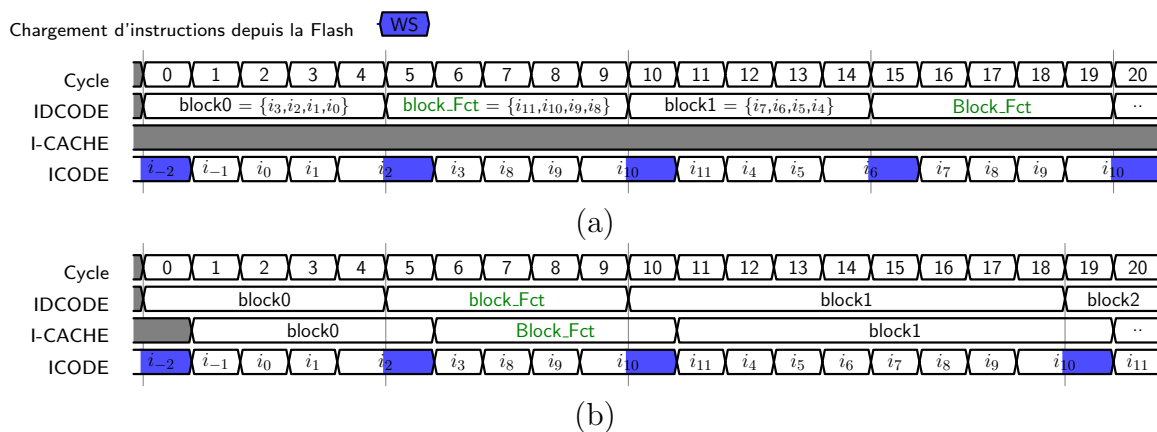 Chargement d'instructions depuis la Flash WS
Cycle 0 1 2 3 4 5 6 7 8 9 10 11 12 13 14 15 16 17 18 19 20
IDCODE block0 = {i₃,i₂,i₁,i₀} block_Fct = {i₁₁,i₁₀,i₉,i₈} block1 = {i₇,i₆,i₅,i₄} Block_Fct ..
I-CACHE
ICODE i₋₂ i₋₁ i₀ i₁ i₂ i₃ i₈ i₉ i₁₀ i₁₁ i₄ i₅ i₆ i₇ i₈ i₉ i₁₀
(a)
Cycle 0 1 2 3 4 5 6 7 8 9 10 11 12 13 14 15 16 17 18 19 20
IDCODE block0 block_Fct block1 block2
I-CACHE block0 Block_Fct block1 ..
ICODE i₋₂ i₋₁ i₀ i₁ i₂ i₃ i₈ i₉ i₁₀ i₁₁ i₄ i₅ i₆ i₇ i₈ i₉ i₁₀ i₁₁
(b)